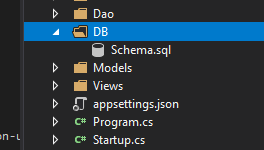 Dao
DB
Schema.sql
Models
Views
appsettings.json
Program.cs
Startup.cs